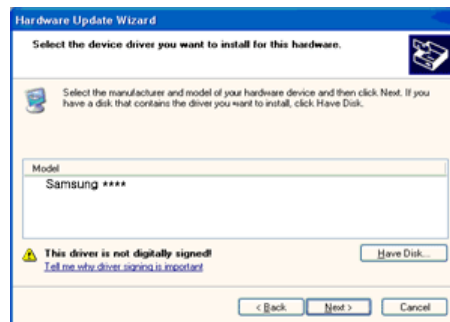 Hardware Update Wizard
Select the device driver you want to install for this hardware.
Select the manufacturer and model of your hardware device and then click Next. If you
have a disk that contains the driver you want to install, click Have Disk.
Model
Samsung ****
This driver is not digitally signed!
Tell me why driver signing is important
Have Disk...
< Back
Next >
Cancel